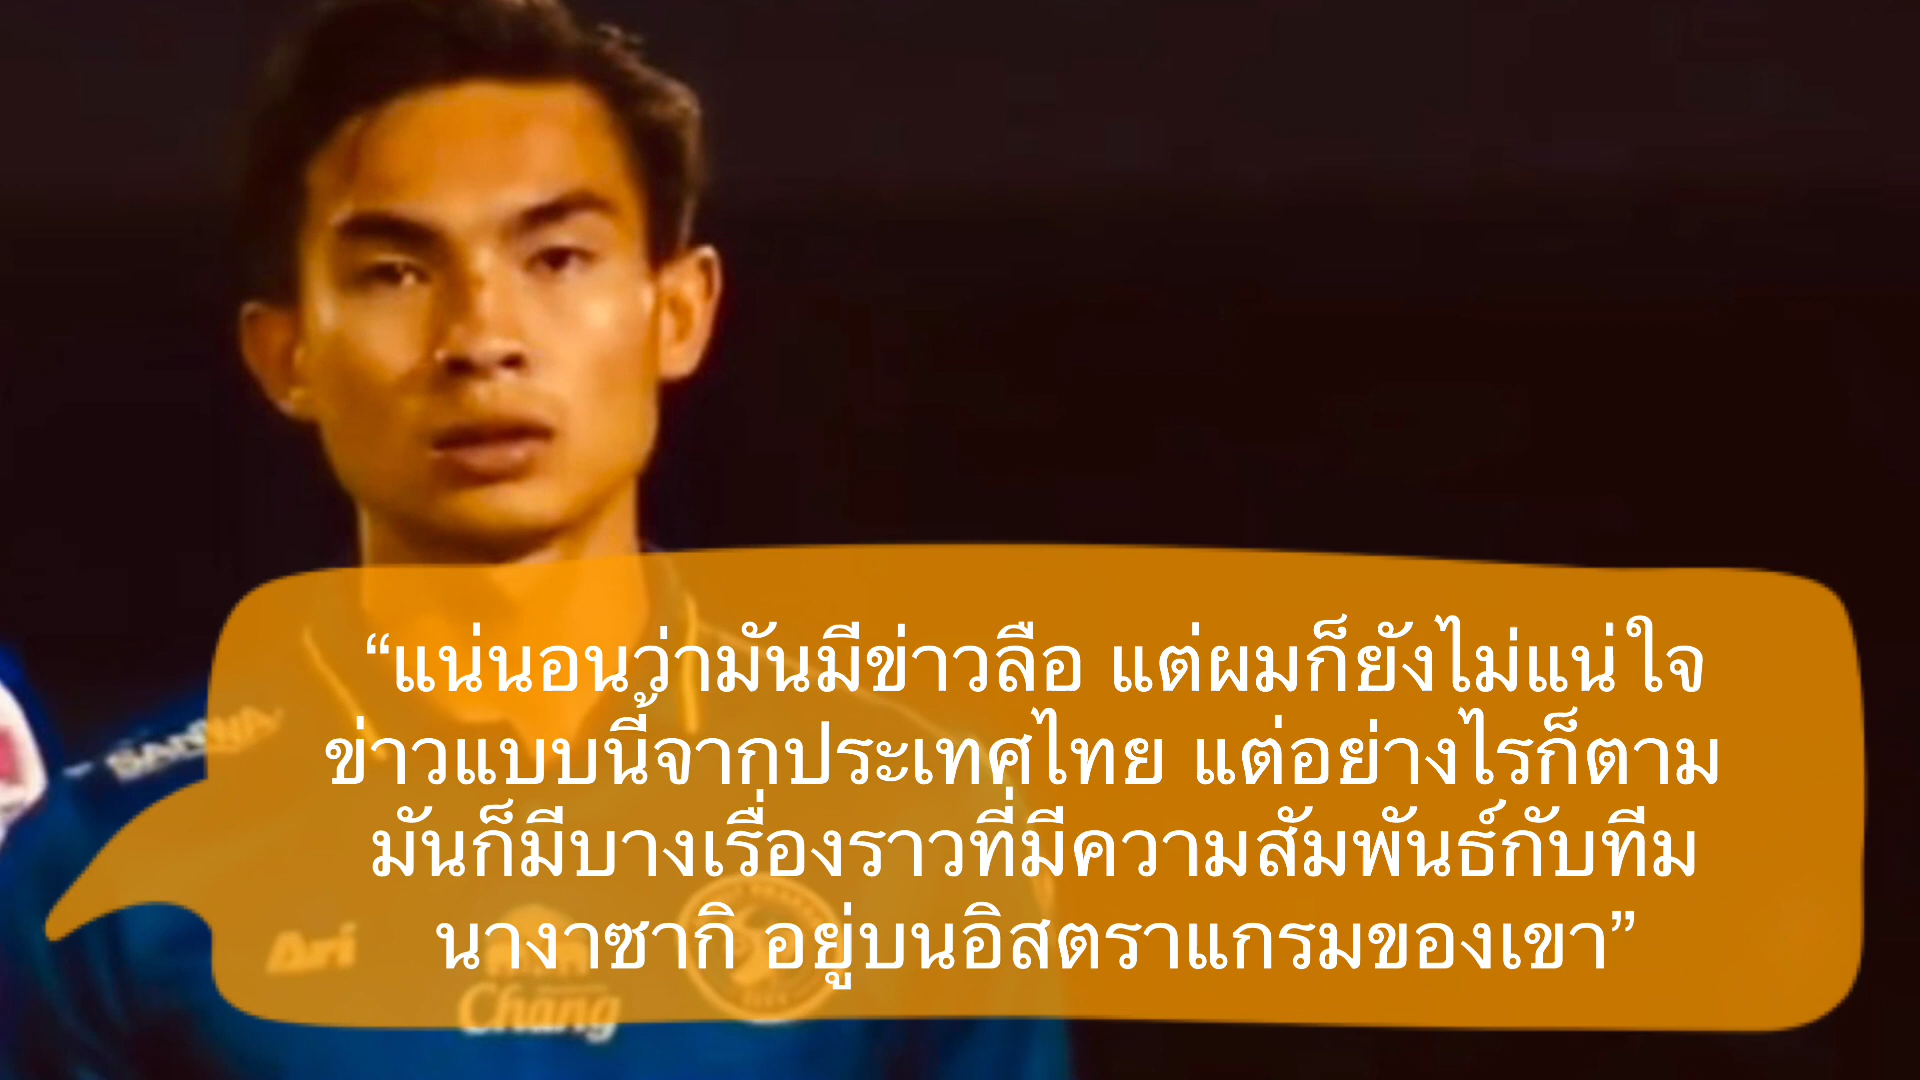 “แน่นอนว่ามันมีข่าวลือ แต่ผมก็ยังไม่แน่ใจ
ข่าวแบบนี้จากประเทศไทย แต่อย่างไรก็ตาม
มันก็มีบางเรื่องราวที่มีความสัมพันธ์กับทีม
นางาซากิ อยู่บนอิสตราแกรมของเขา”
Ari
Chang